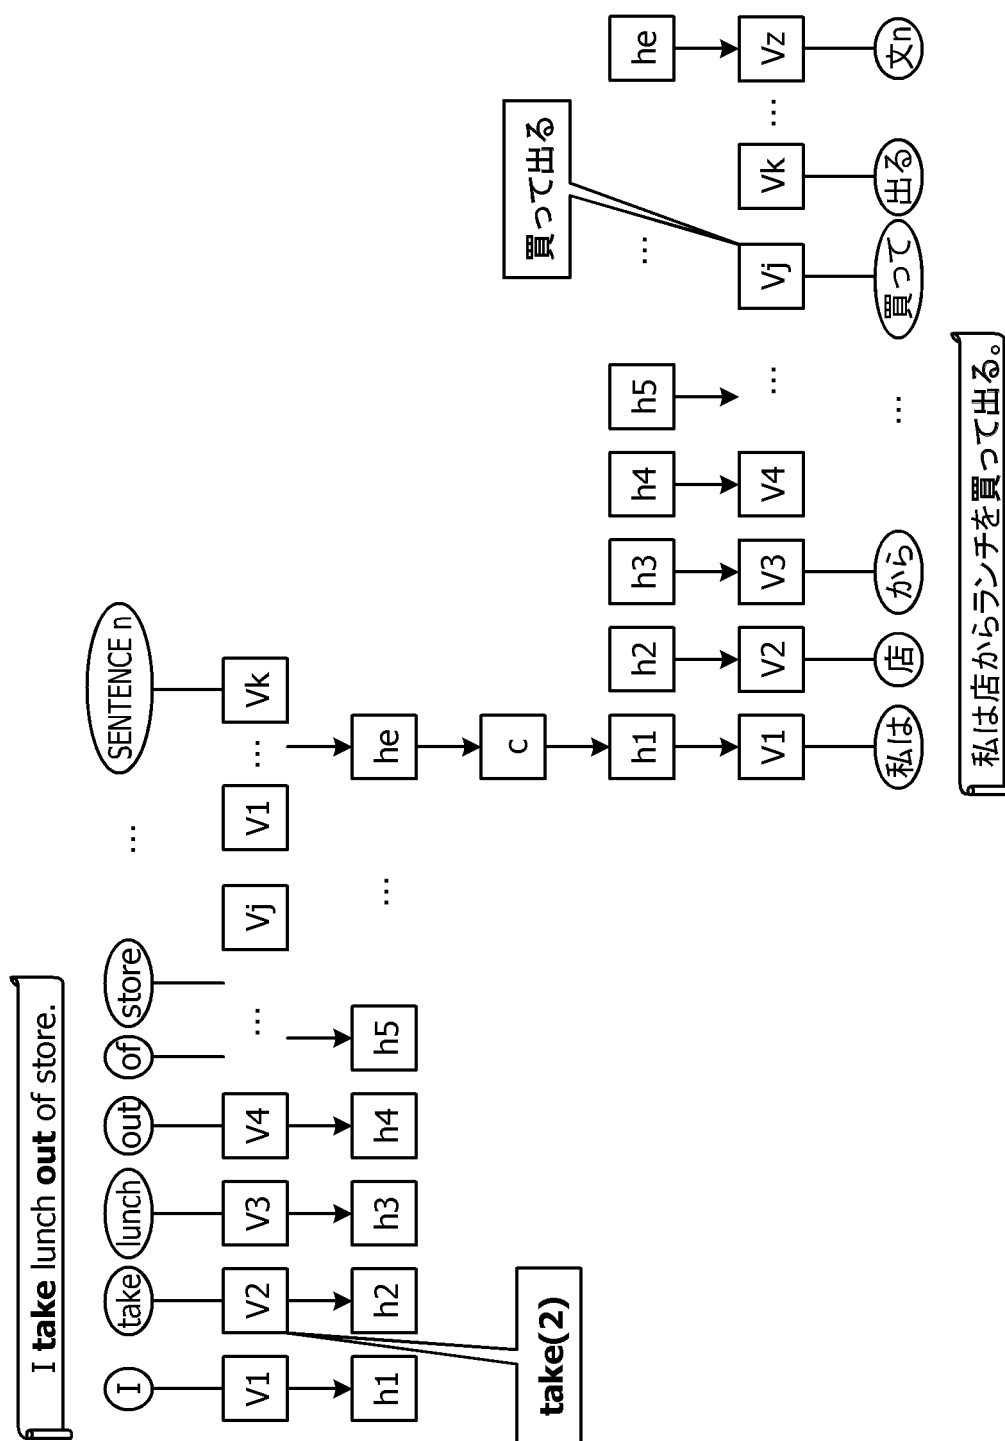 I take lunch out of store.
I take lunch out of store ... SENTENCE n
V1 V2 V3 V4 ... Vj V1 ... Vk
h1 h2 h3 h4 h5 ... he
take(2)
c
h1 h2 h3 h4 h5 ... he
買って出る
V1 V2 V3 V4 ... Vj Vk ... Vz
私は 店 から ... 買って 出る 文n
私は店からランチを買って出る。